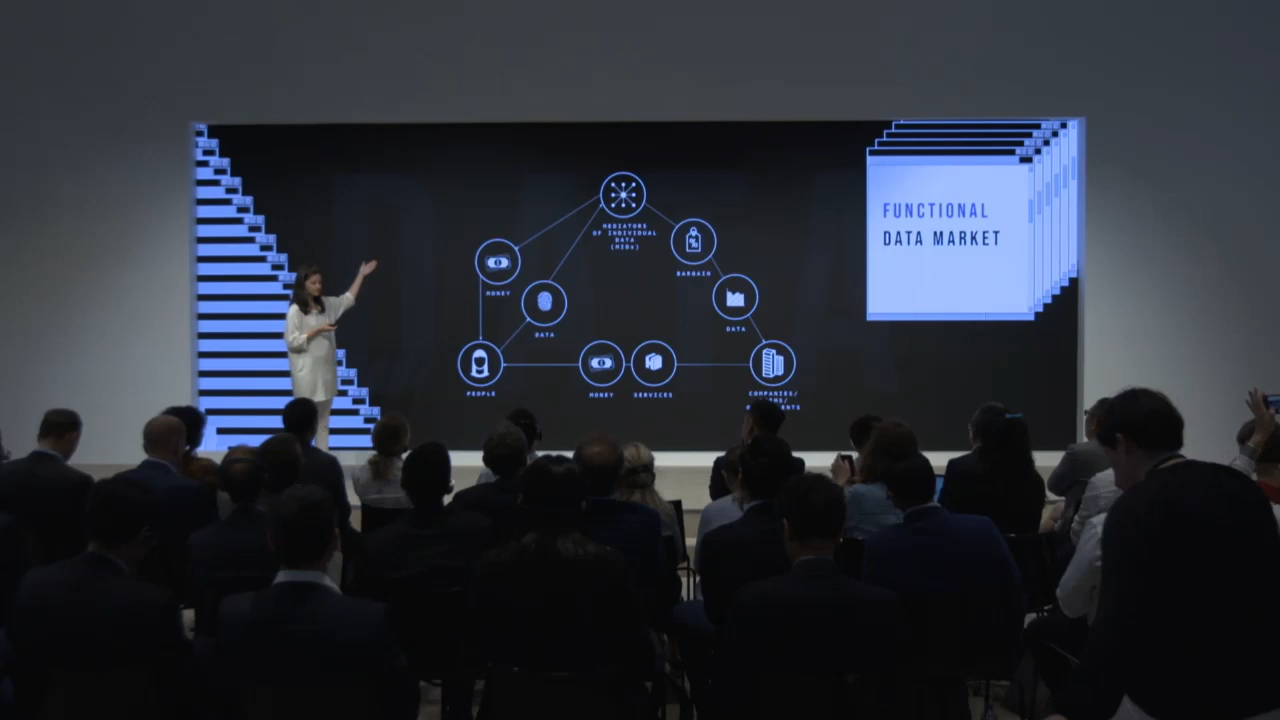 FUNCTIONAL
DATA MARKET
MEDIATORS
OF INDIVIDUAL
DATA
(MIDs)
BARGAIN
MONEY
DATA
DATA
PEOPLE
MONEY
SERVICES
COMPANIES/